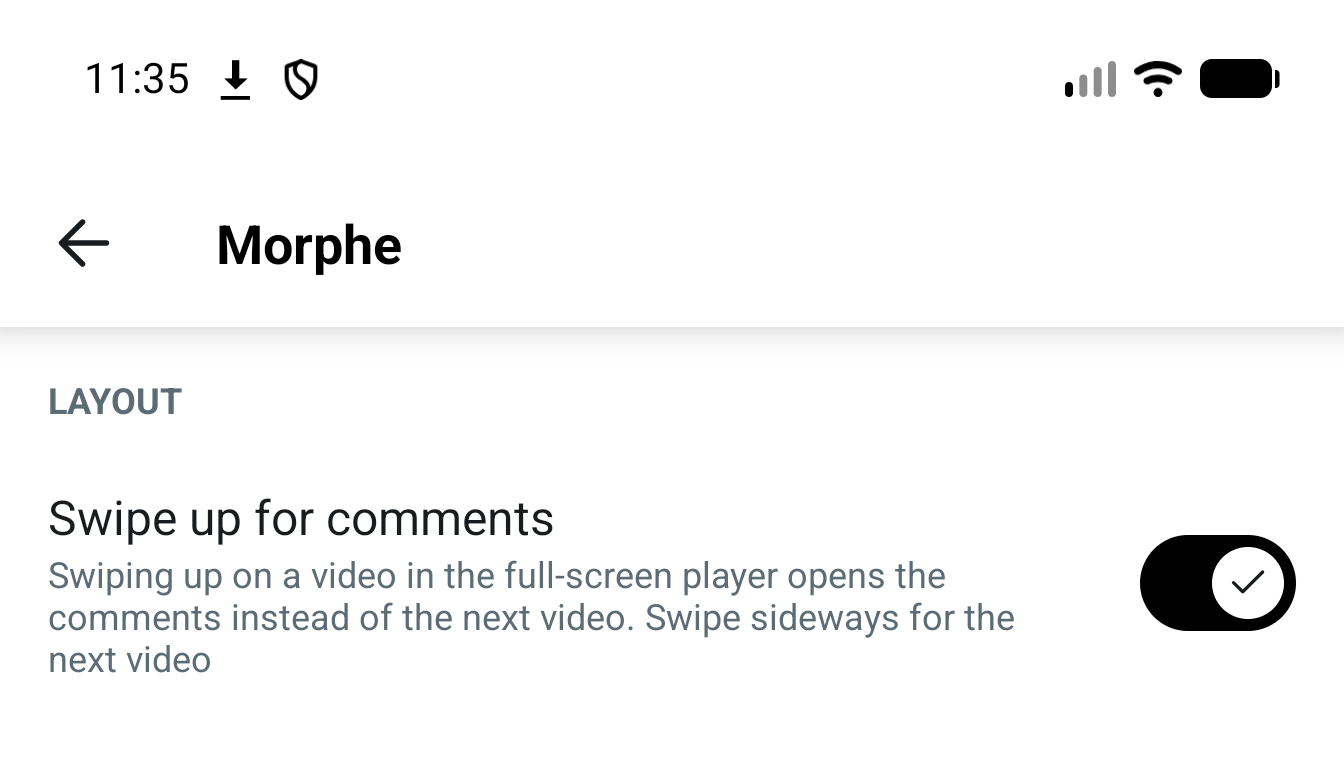 11:35
Morphe
LAYOUT
Swipe up for comments
Swiping up on a video in the full-screen player opens the
comments instead of the next video. Swipe sideways for the
next video